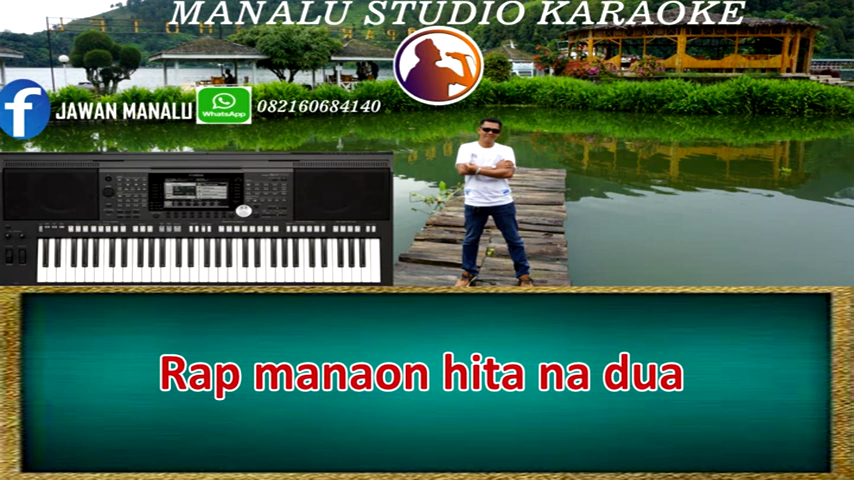 MANALU STUDIO KARAOKE
f JAWAN MANALU WhatsApp 082160684140
Rap manaon hita na dua